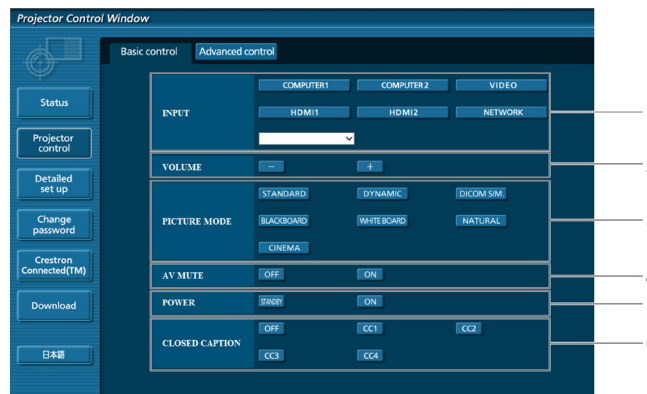 Projector Control Window
Basic control Advanced control
Status
Projector control
Detailed set up
Change password
Crestron Connected(TM)
Download
日本語
INPUT
COMPUTER1 COMPUTER2 VIDEO
HDMI1 HDMI2 NETWORK
VOLUME - +
PICTURE MODE
STANDARD DYNAMIC DICOM SIM.
BLACKBOARD WHITE BOARD NATURAL
CINEMA
AV MUTE OFF ON
POWER STANDBY ON
CLOSED CAPTION
OFF CC1 CC2
CC3 CC4